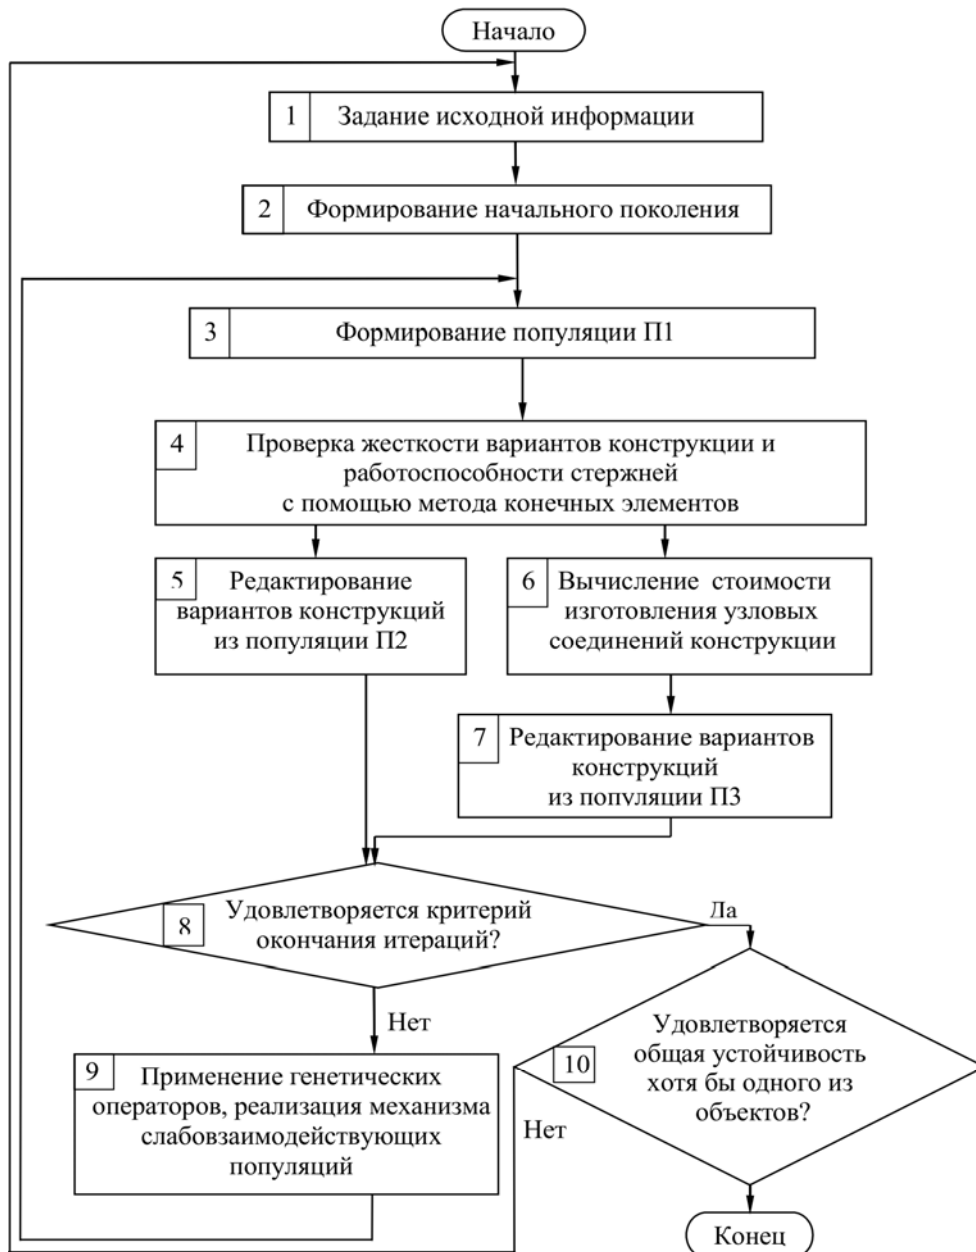 Начало
1 Задание исходной информации
2 Формирование начального поколения
3 Формирование популяции П1
4 Проверка жесткости вариантов конструкции и
работоспособности стержней
с помощью метода конечных элементов
5 Редактирование
вариантов конструкций
из популяции П2
6 Вычисление стоимости
изготовления узловых
соединений конструкции
7 Редактирование вариантов
конструкций
из популяции П3
8 Удовлетворяется критерий
окончания итераций?
Да
Нет
9 Применение генетических
операторов, реализация механизма
слабовзаимодействующих
популяций
10
Удовлетворяется
общая устойчивость
хотя бы одного из
объектов?
Нет
Конец